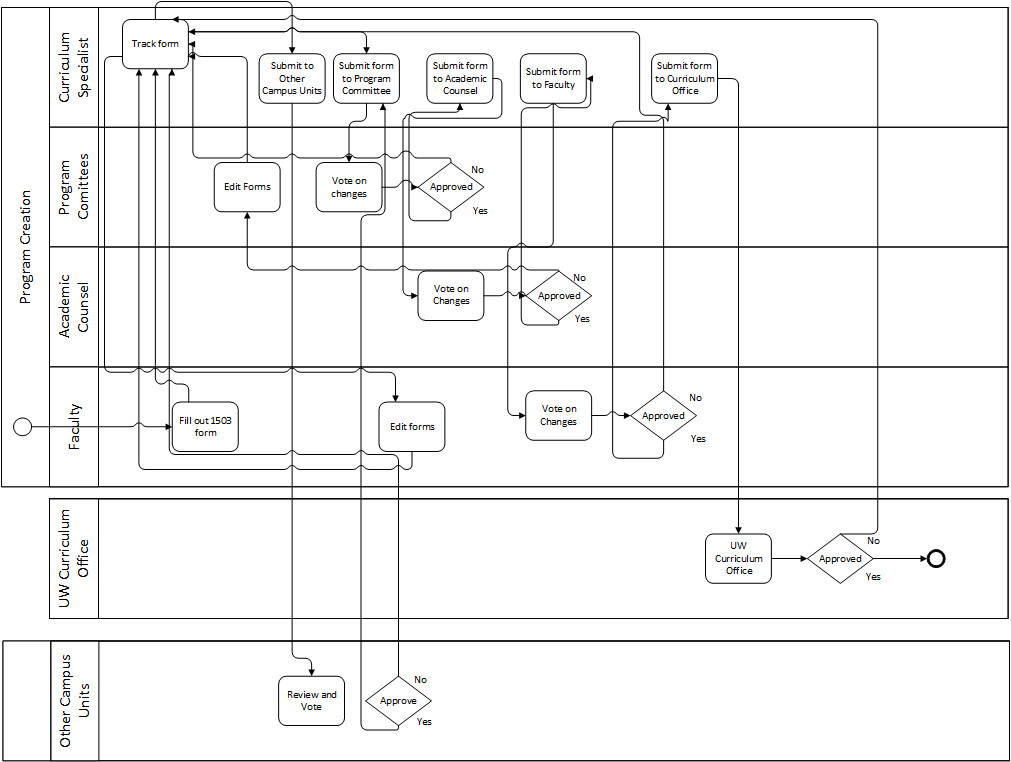 Program Creation
Curriculum
Specialist
Track form
Submit to
Other
Campus Units
Submit form
to Program
Committee
Submit form
to Academic
Counsel
Submit form
to Faculty
Submit form
to Curriculum
Office
Program
Comittees
Edit Forms
Vote on
changes
Approved
No
Yes
Academic
Counsel
Vote on
Changes
Approved
No
Yes
Faculty
Fill out 1503
form
Edit forms
Vote on
Changes
Approved
No
Yes
UW Curriculum
Office
UW
Curriculum
Office
Approved
No
Yes
Other Campus
Units
Review and
Vote
Approve
No
Yes